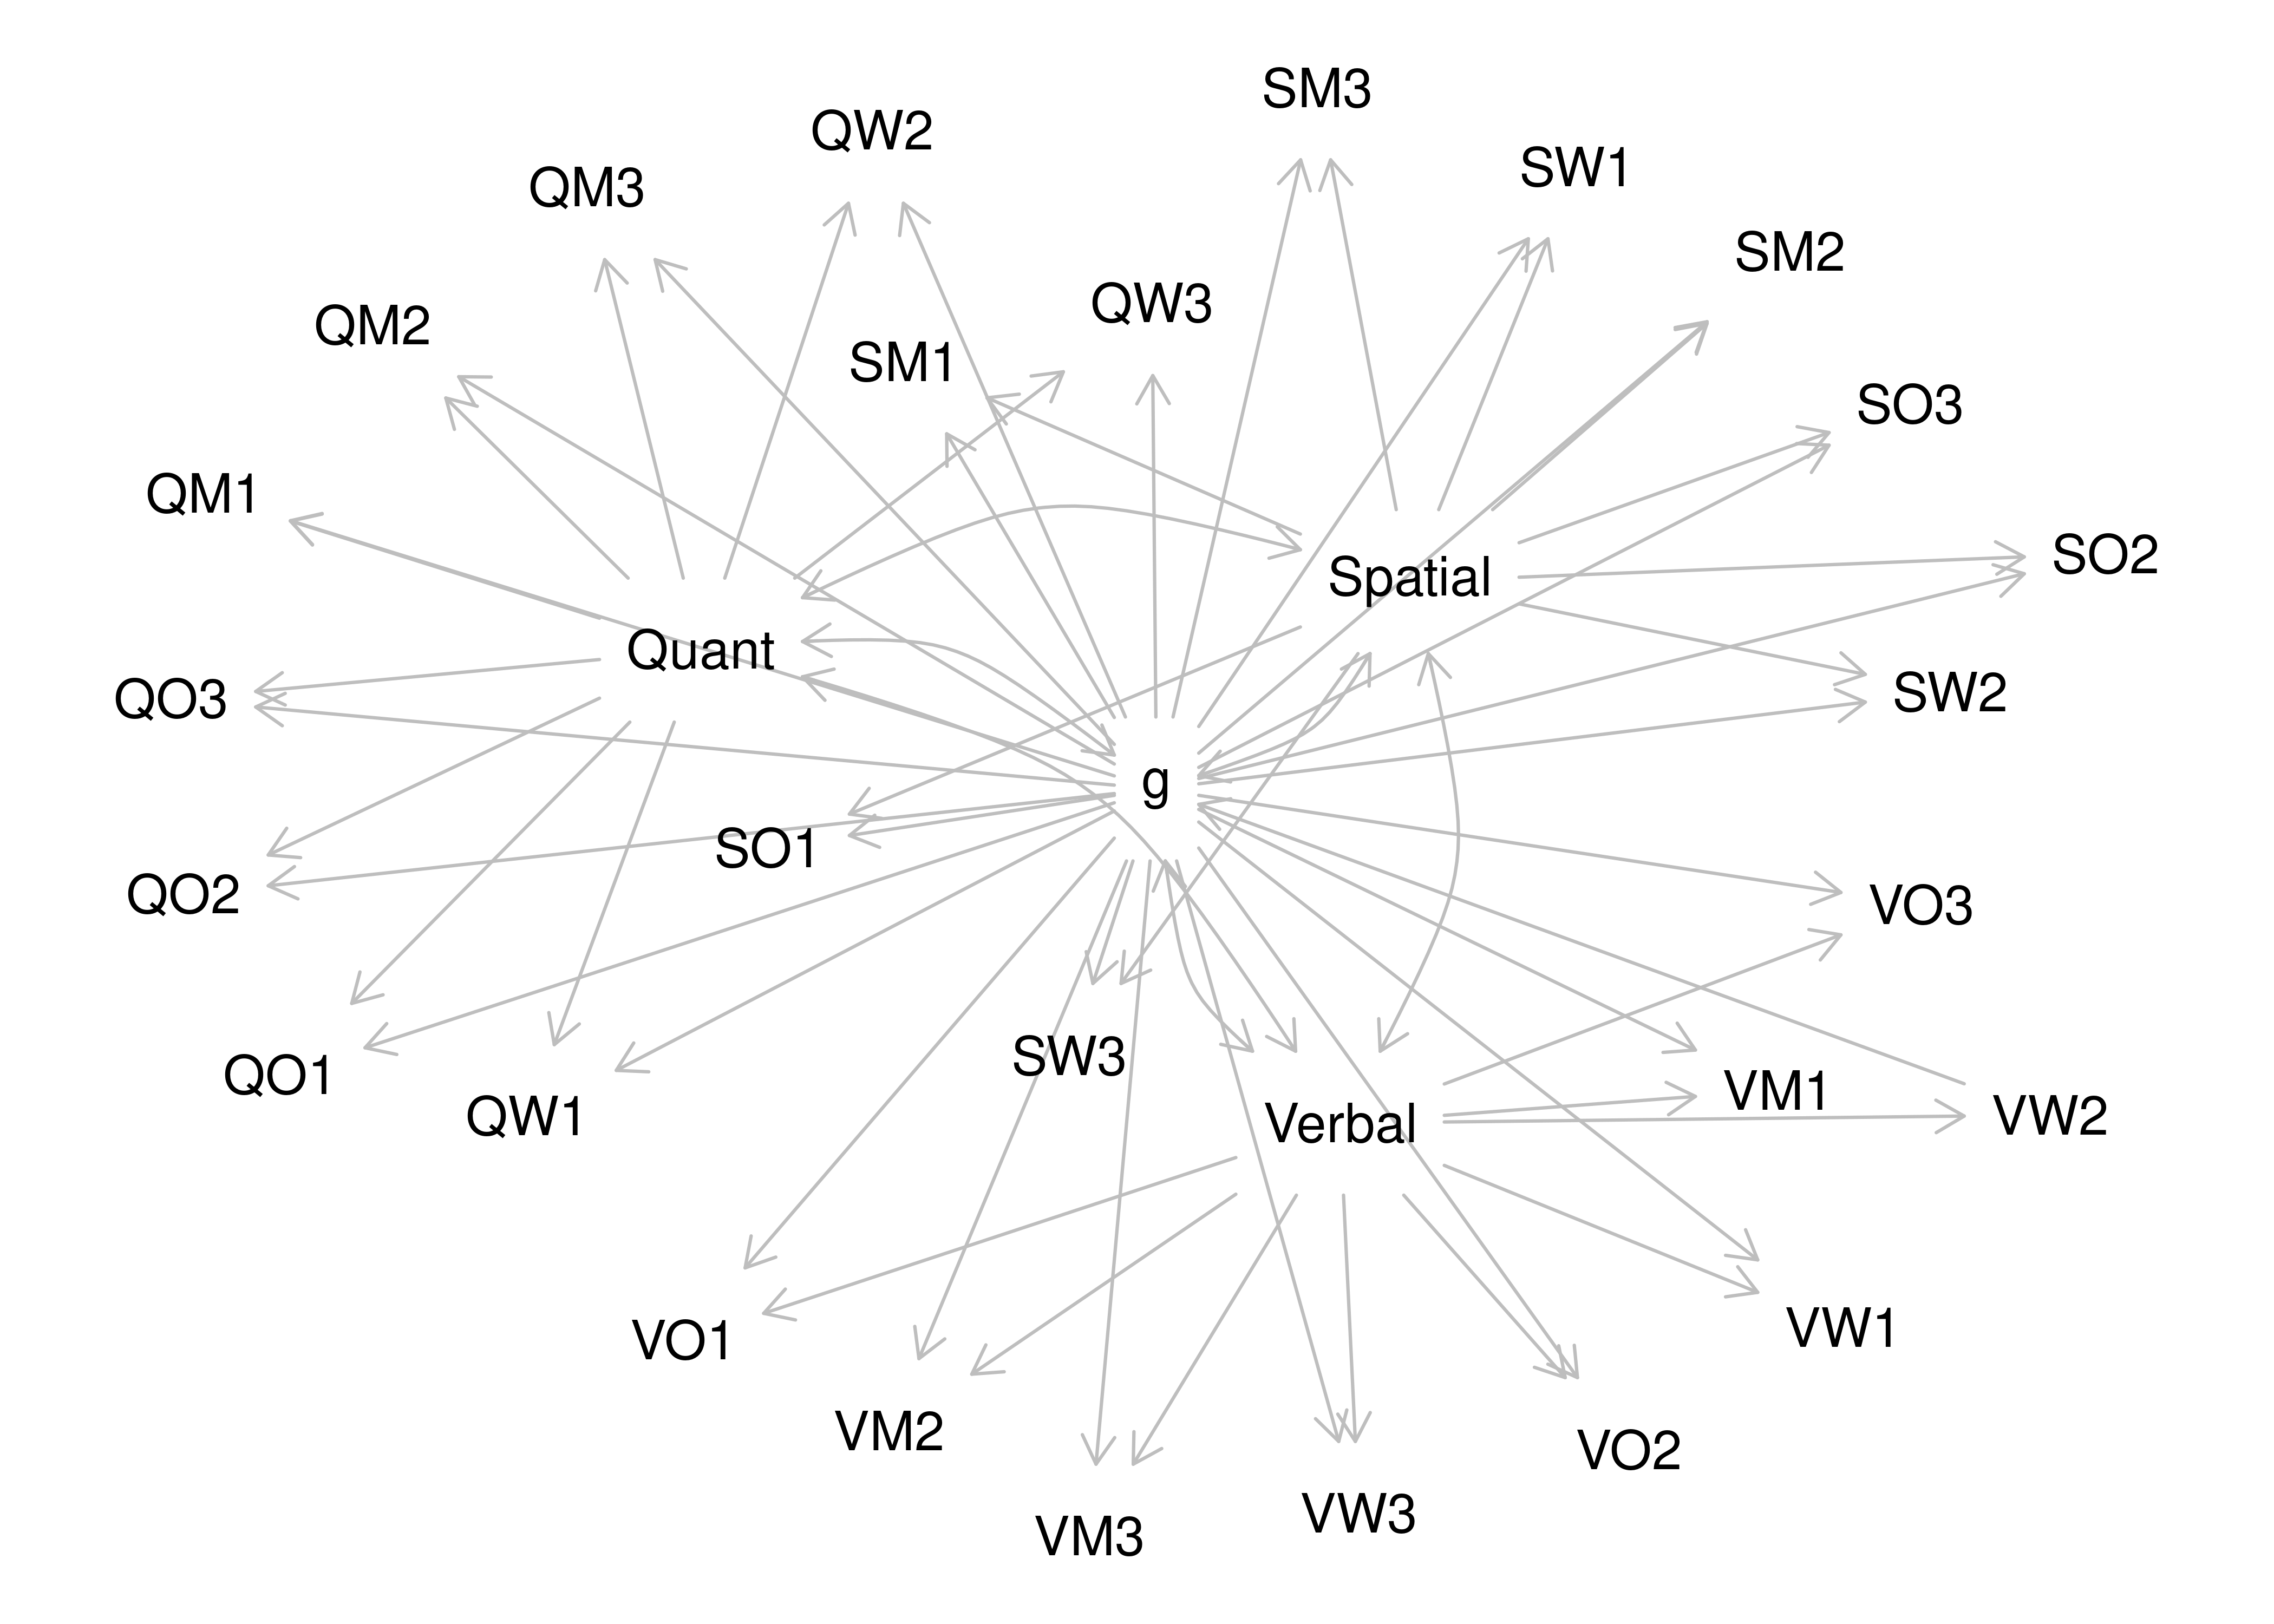 SM3
QW2
SW1
QM3
SM2
QW3
QM2
SM1
SO3
QM1
SO2
Spatial
Quant
SW2
QO3
g
SO1
QO2
VO3
SW3
QO1
VM1
QW1
VW2
Verbal
VW1
VO1
VM2
VO2
VW3
VM3